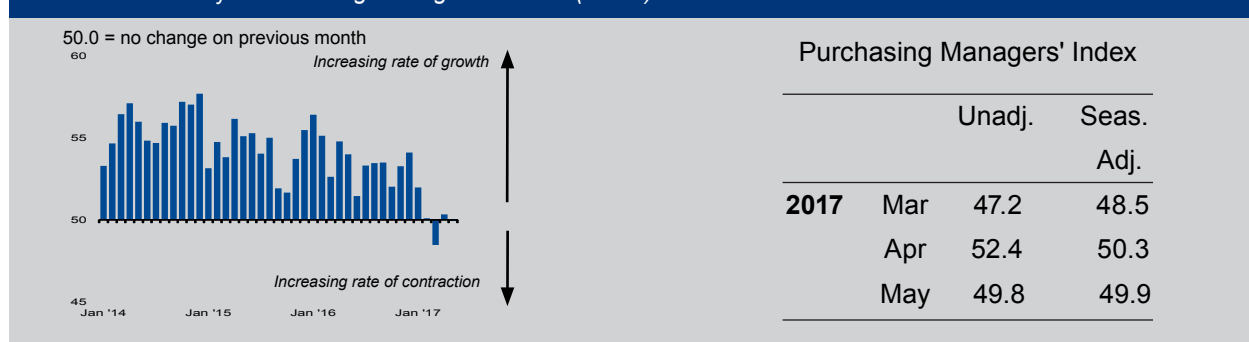 50.0 = no change on previous month
60
Increasing rate of growth
55
50
Increasing rate of contraction
45
Jan '14 Jan '15 Jan '16 Jan '17
Purchasing Managers' Index
Unadj. Seas.
Adj.
2017 Mar 47.2 48.5
Apr 52.4 50.3
May 49.8 49.9